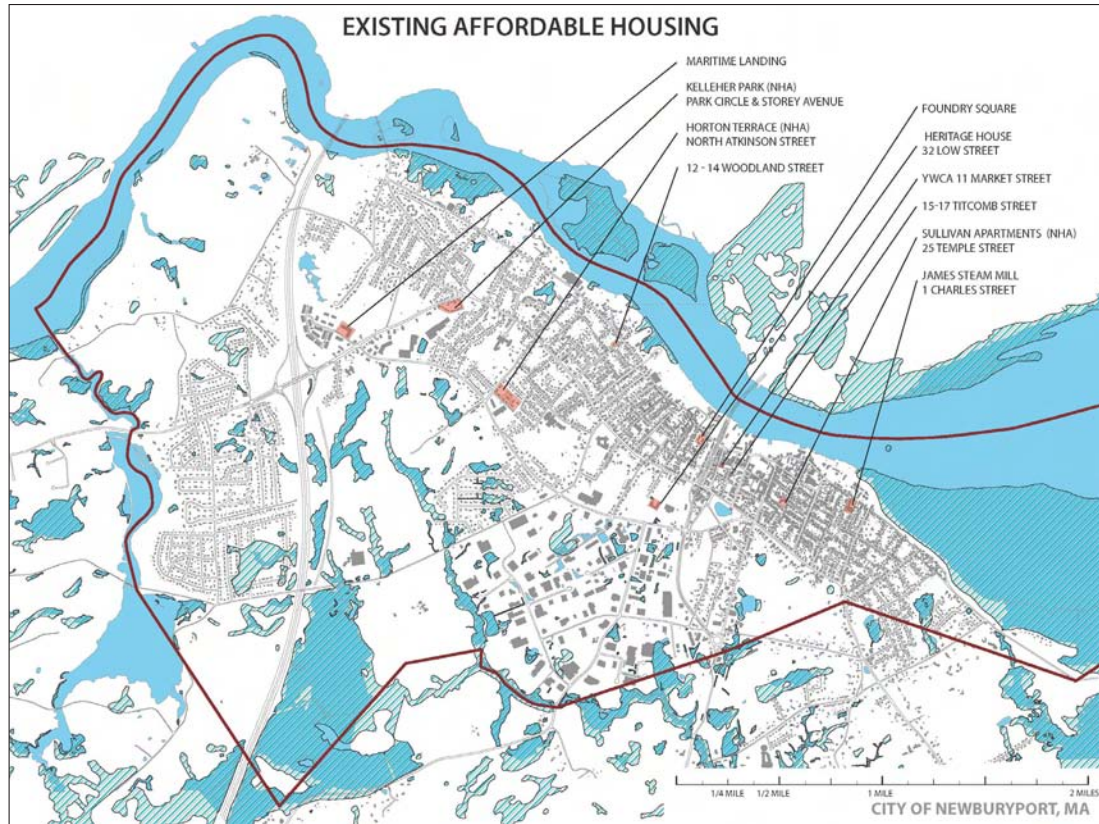 EXISTING AFFORDABLE HOUSING
MARITIME LANDING
KELLEHER PARK (NHA)
PARK CIRCLE & STOREY AVENUE
HORTON TERRACE (NHA)
NORTH ATKINSON STREET
12 - 14 WOODLAND STREET
FOUNDRY SQUARE
HERITAGE HOUSE
32 LOW STREET
YWCA 11 MARKET STREET
15-17 TITCOMB STREET
SULLIVAN APARTMENTS (NHA)
25 TEMPLE STREET
JAMES STEAM MILL
1 CHARLES STREET
1/4 MILE 1/2 MILE 1 MILE 2 MILES
CITY OF NEWBURYPORT, MA